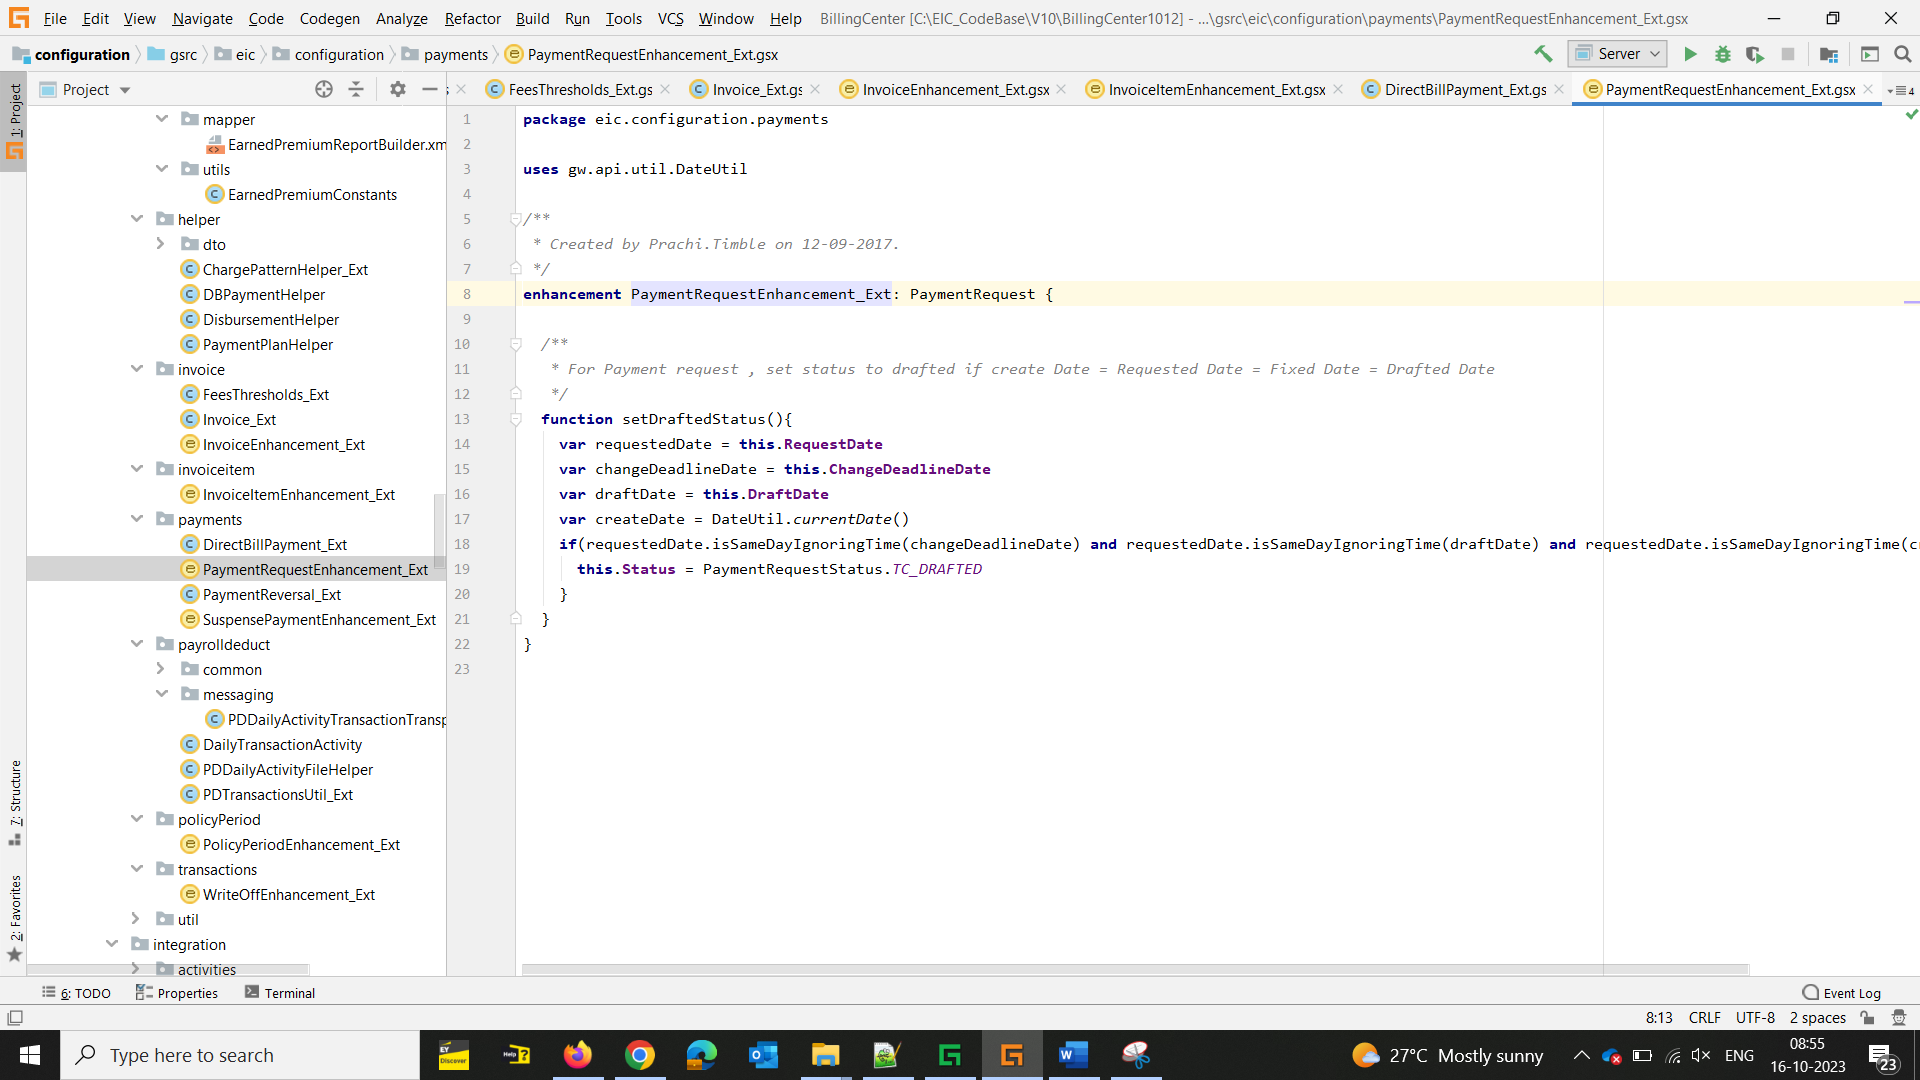 File Edit View Navigate Code Codegen Analyze Refactor Build Run Tools VCS Window Help BillingCenter [C:\EIC_CodeBase\V10\BillingCenter1012] - ...\gsrc\eic\configuration\payments\PaymentRequestEnhancement_Ext.gsx
configuration gsrc eic configuration payments PaymentRequestEnhancement_Ext.gsx Server
Project FeesThresholds_Ext.gs Invoice_Ext.gs InvoiceEnhancement_Ext.gsx InvoiceItemEnhancement_Ext.gsx DirectBillPayment_Ext.gs PaymentRequestEnhancement_Ext.gsx 4
1: Project
7: Structure
2: Favorites
mapper
EarnedPremiumReportBuilder.xm
utils
EarnedPremiumConstants
helper
dto
ChargePatternHelper_Ext
DBPaymentHelper
DisbursementHelper
PaymentPlanHelper
invoice
FeesThresholds_Ext
Invoice_Ext
InvoiceEnhancement_Ext
invoiceitem
InvoiceItemEnhancement_Ext
payments
DirectBillPayment_Ext
PaymentRequestEnhancement_Ext
PaymentReversal_Ext
SuspensePaymentEnhancement_Ext
payrolldeduct
common
messaging
PDDailyActivityTransactionTransp
DailyTransactionActivity
PDDailyActivityFileHelper
PDTransactionsUtil_Ext
policyPeriod
PolicyPeriodEnhancement_Ext
transactions
WriteOffEnhancement_Ext
util
integration
activities
1 package eic.configuration.payments
2
3 uses gw.api.util.DateUtil
4
5 /**
6 * Created by Prachi.Timble on 12-09-2017.
7 */
8 enhancement PaymentRequestEnhancement_Ext: PaymentRequest {
9
10 /**
11 * For Payment request , set status to drafted if create Date = Requested Date = Fixed Date = Drafted Date
12 */
13 function setDraftedStatus(){
14 var requestedDate = this.RequestDate
15 var changeDeadlineDate = this.ChangeDeadlineDate
16 var draftDate = this.DraftDate
17 var createDate = DateUtil.currentDate()
18 if(requestedDate.isSameDayIgnoringTime(changeDeadlineDate) and requestedDate.isSameDayIgnoringTime(draftDate) and requestedDate.isSameDayIgnoringTime(c
19 this.Status = PaymentRequestStatus.TC_DRAFTED
20 }
21 }
22 }
23
6: TODO Properties Terminal Event Log
8:13 CRLF UTF-8 2 spaces
Type here to search EY Discover Help? 27°C Mostly sunny ENG 08:55
16-10-2023 23